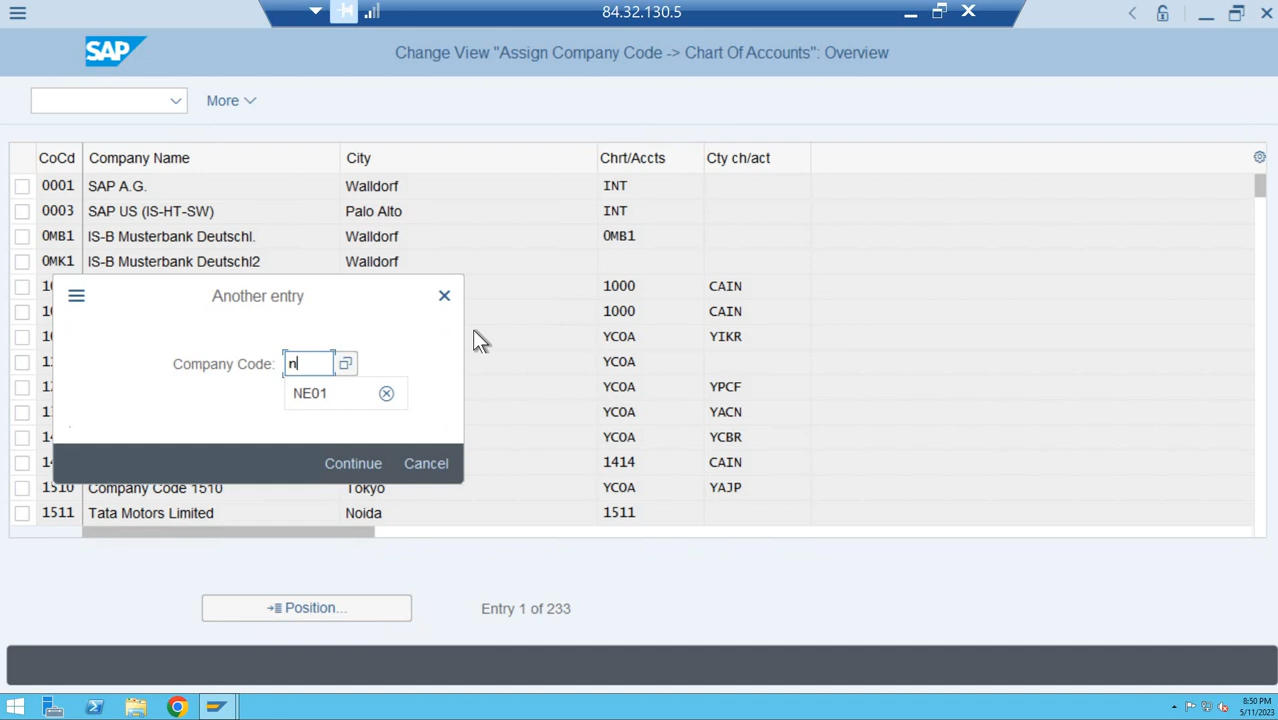 84.32.130.5
SAP
Change View "Assign Company Code -> Chart Of Accounts": Overview
More
CoCd Company Name City Chrt/Accts Cty ch/act
0001 SAP A.G. Walldorf INT
0003 SAP US (IS-HT-SW) Palo Alto INT
0MB1 IS-B Musterbank Deutschl. Walldorf 0MB1
0MK1 IS-B Musterbank Deutschl2 Walldorf
1000 CAIN
1000 CAIN
YCOA YIKR
YCOA
YCOA YPCF
YCOA YACN
YCOA YCBR
1414 CAIN
1510 Company Code 1510 Tokyo YCOA YAJP
1511 Tata Motors Limited Noida 1511
Another entry
Company Code: n
NE01
Continue Cancel
Position... Entry 1 of 233
8:50 PM
5/11/2023